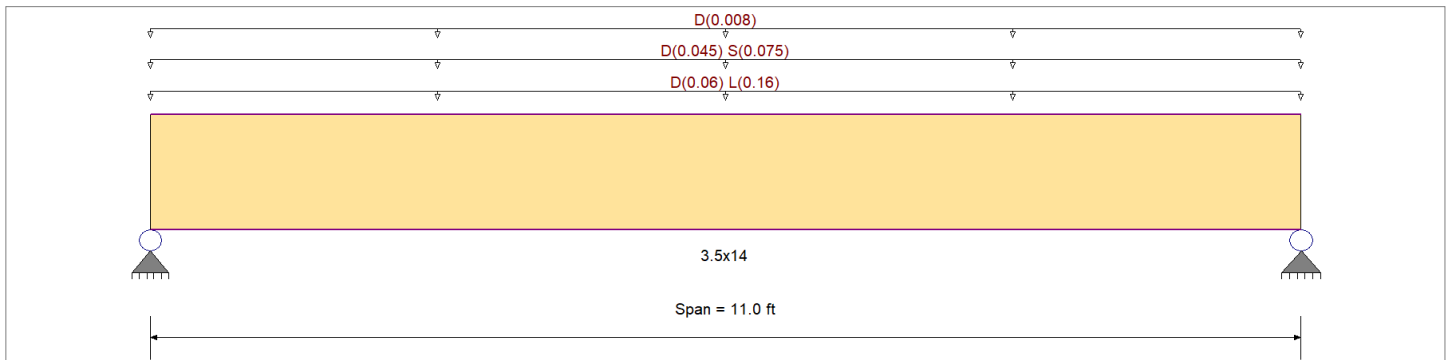 D(0.008)
D(0.045) S(0.075)
D(0.06) L(0.16)
3.5x14
Span = 11.0 ft